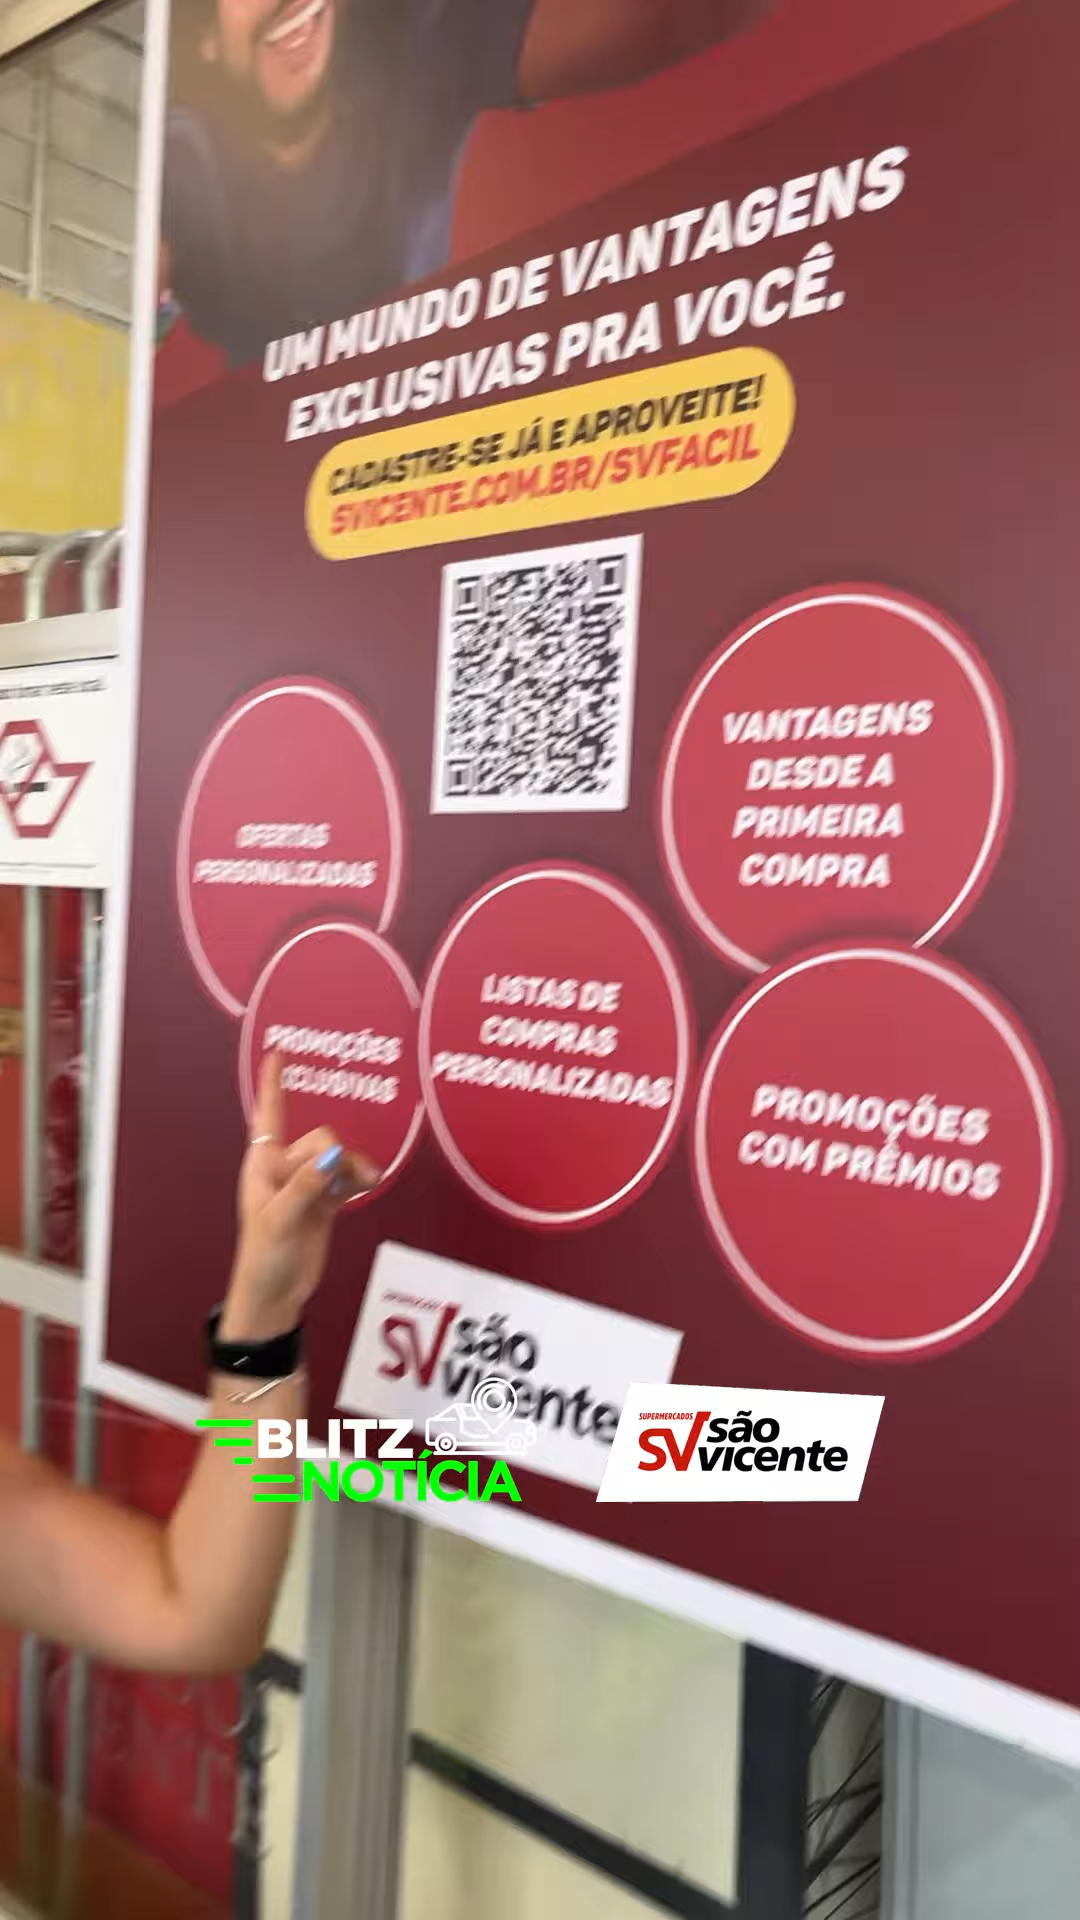 UM MUNDO DE VANTAGENS
EXCLUSIVAS PRA VOCÊ.
CADASTRE-SE JÁ E APROVEITE!
SVICENTE.COM.BR/SVFACIL
VANTAGENS
DESDE A
PRIMEIRA
COMPRA
OFERTAS
PERSONALIZADAS
LISTAS DE
COMPRAS
PERSONALIZADAS
PROMOÇÕES
XCLUSIVAS
PROMOÇÕES
COM PRÊMIOS
SV são
vicente
BLITZ
NOTÍCIA
SUPERMERCADOS
SV são
vicente